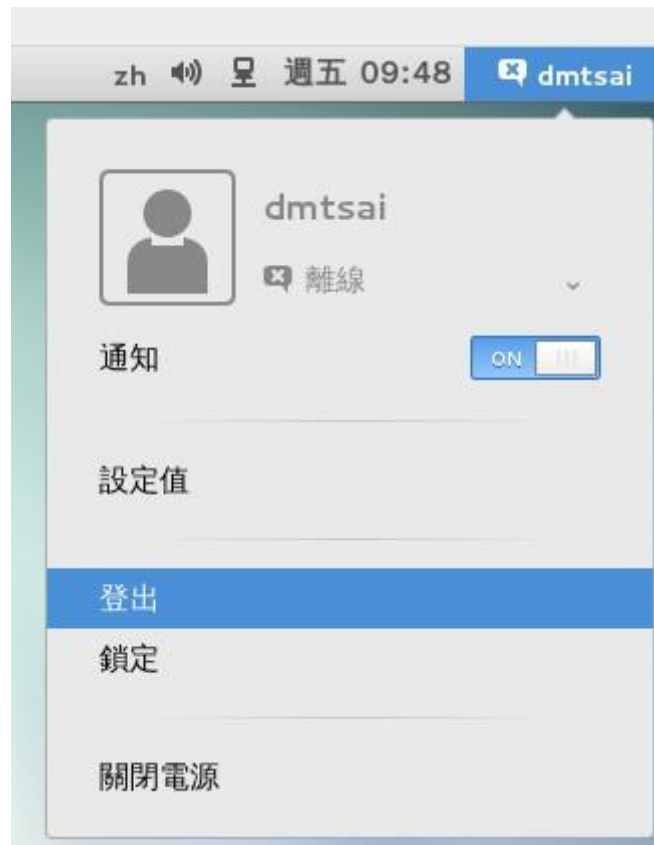 zh 週五 09:48 dmtsai
dmtsai
離線
通知 ON
設定值
登出
鎖定
關閉電源